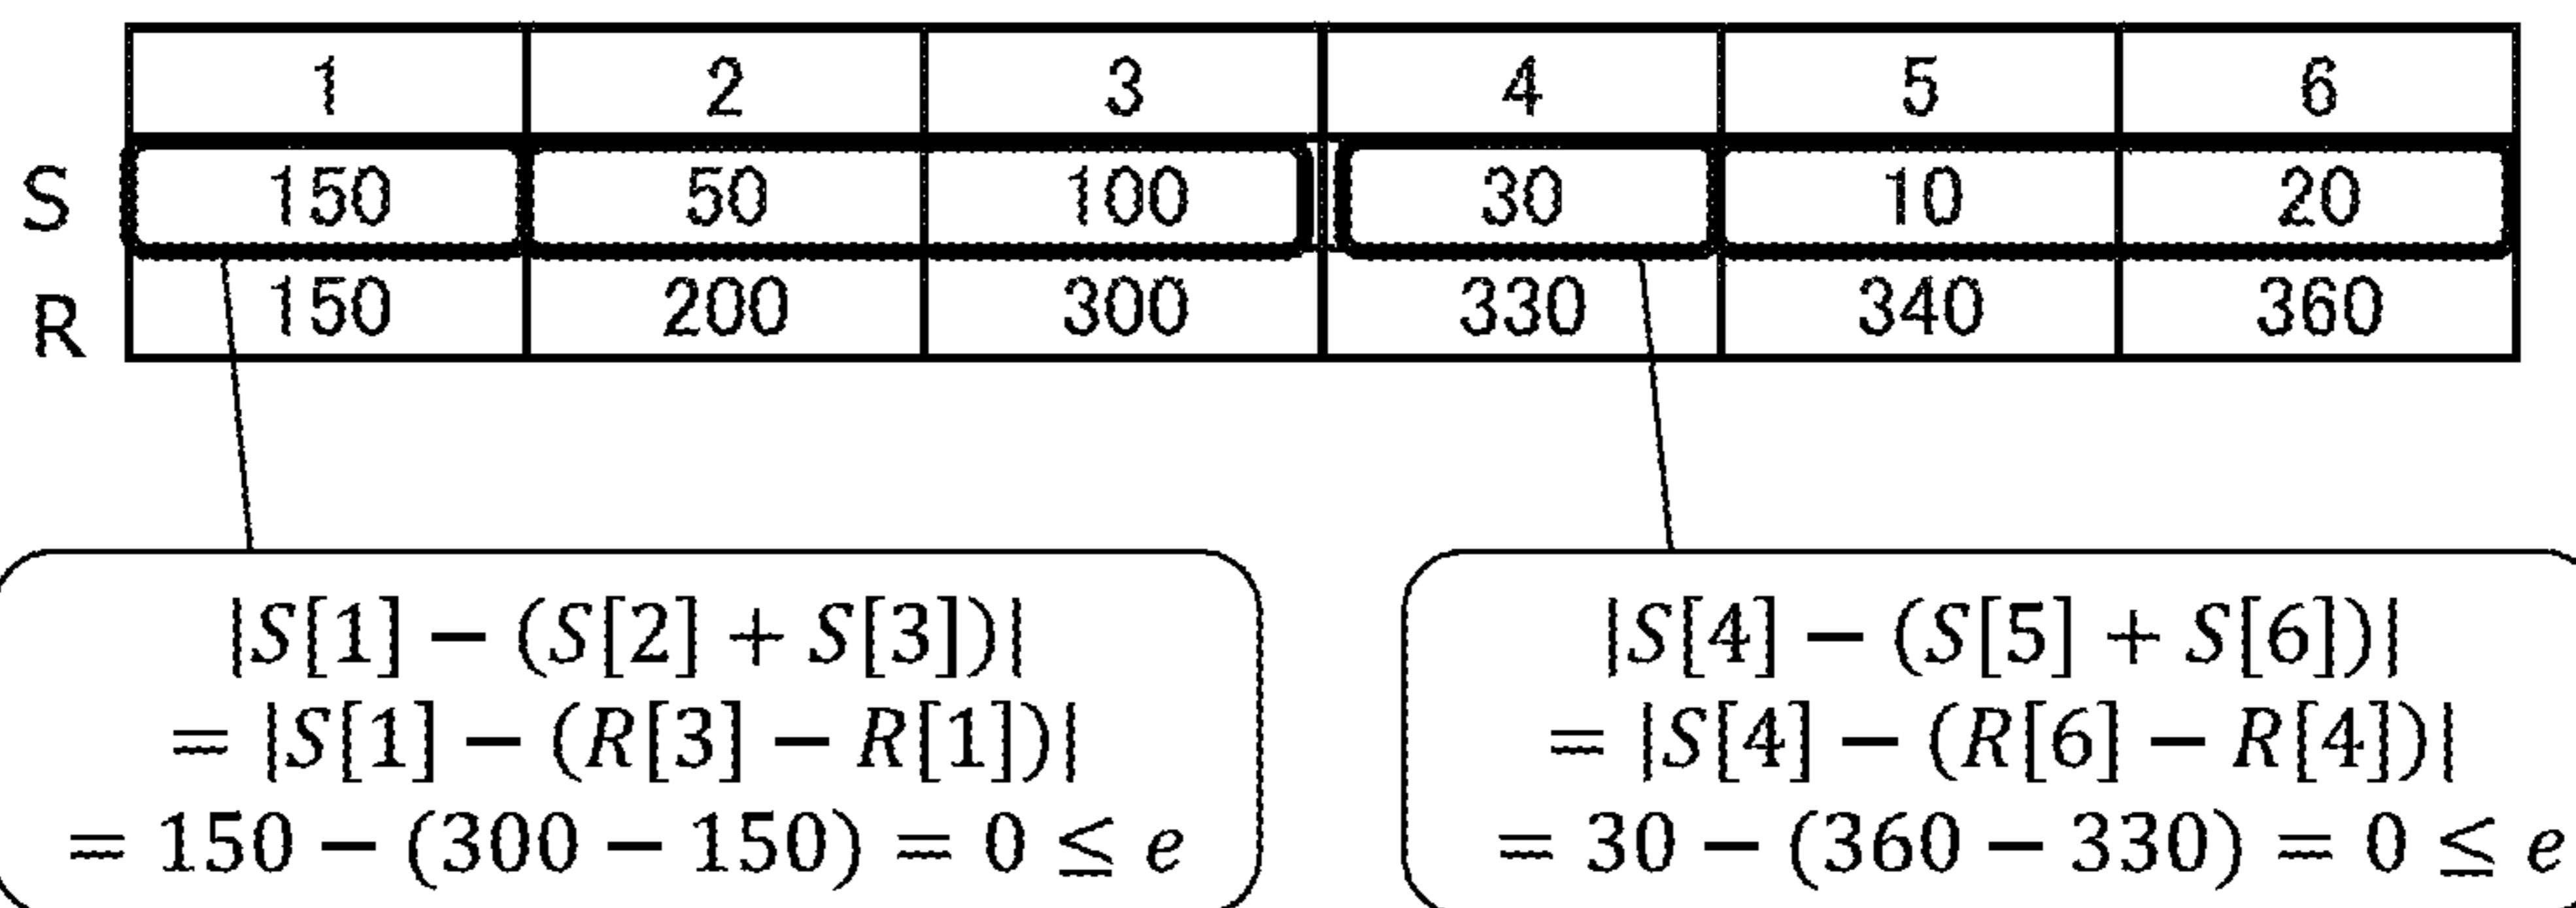 1 2 3 4 5 6
S 150 50 100 30 10 20
R 150 200 300 330 340 360
|S[1] − (S[2] + S[3])|
= |S[1] − (R[3] − R[1])|
= 150 − (300 − 150) = 0 ≤ e
|S[4] − (S[5] + S[6])|
= |S[4] − (R[6] − R[4])|
= 30 − (360 − 330) = 0 ≤ e